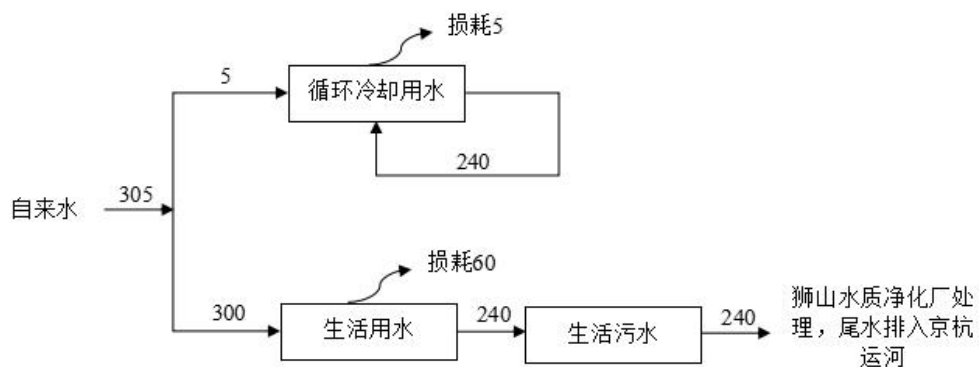 损耗5
5
循环冷却用水
240
305
自来水
损耗60
300
生活用水
240
生活污水
240
狮山水质净化厂处
理，尾水排入京杭
运河